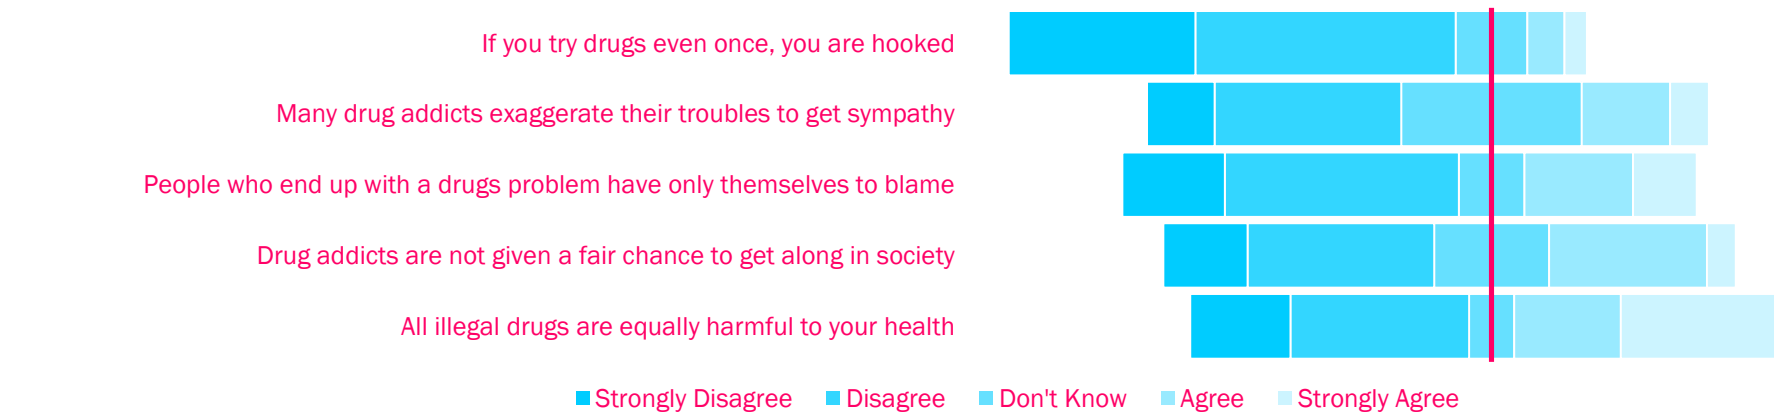 If you try drugs even once, you are hooked
Many drug addicts exaggerate their troubles to get sympathy
People who end up with a drugs problem have only themselves to blame
Drug addicts are not given a fair chance to get along in society
All illegal drugs are equally harmful to your health
Strongly Disagree Disagree Don't Know Agree Strongly Agree